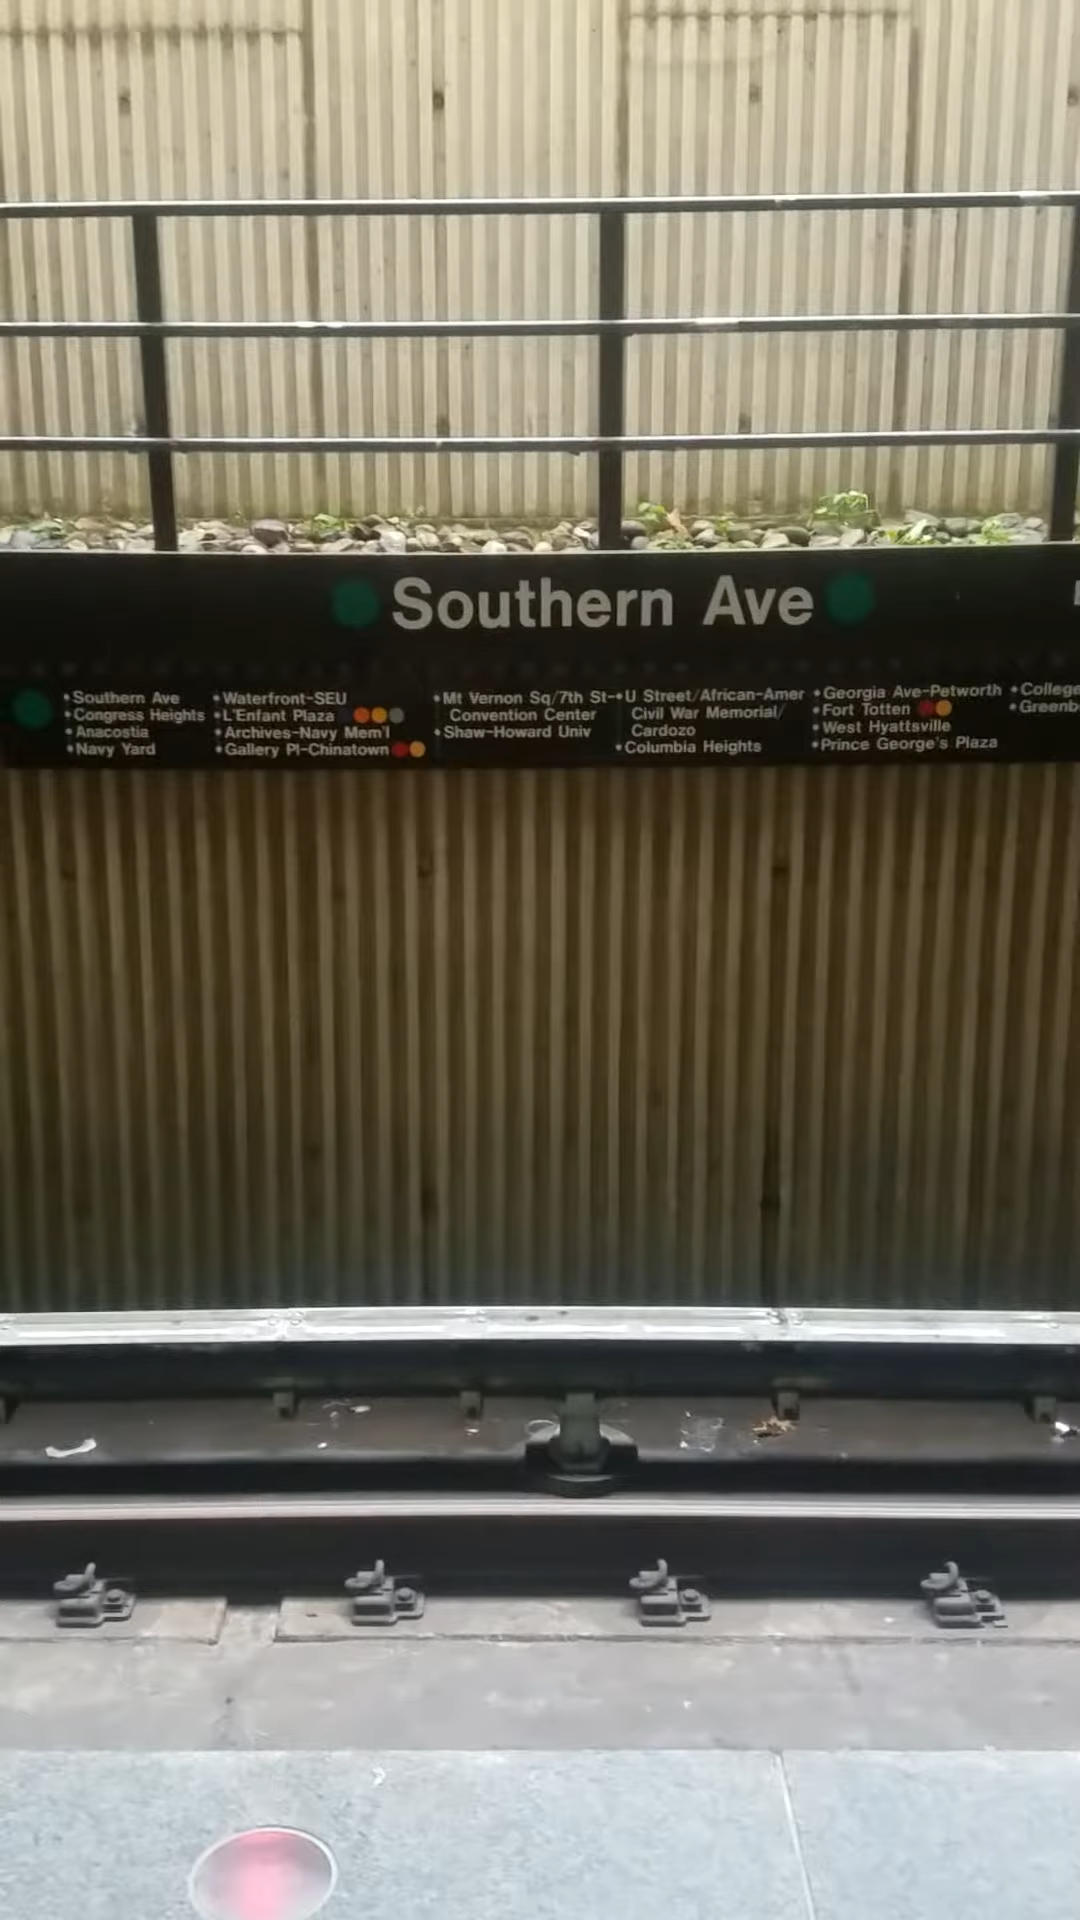 Southern Ave
Southern Ave
Congress Heights
Anacostia
Navy Yard
Waterfront-SEU
L'Enfant Plaza
Archives-Navy Mem'l
Gallery Pl-Chinatown
Mt Vernon Sq/7th St-
Convention Center
Shaw-Howard Univ
U Street/African-Amer
Civil War Memorial/
Cardozo
Columbia Heights
Georgia Ave-Petworth
Fort Totten
West Hyattsville
Prince George's Plaza
College